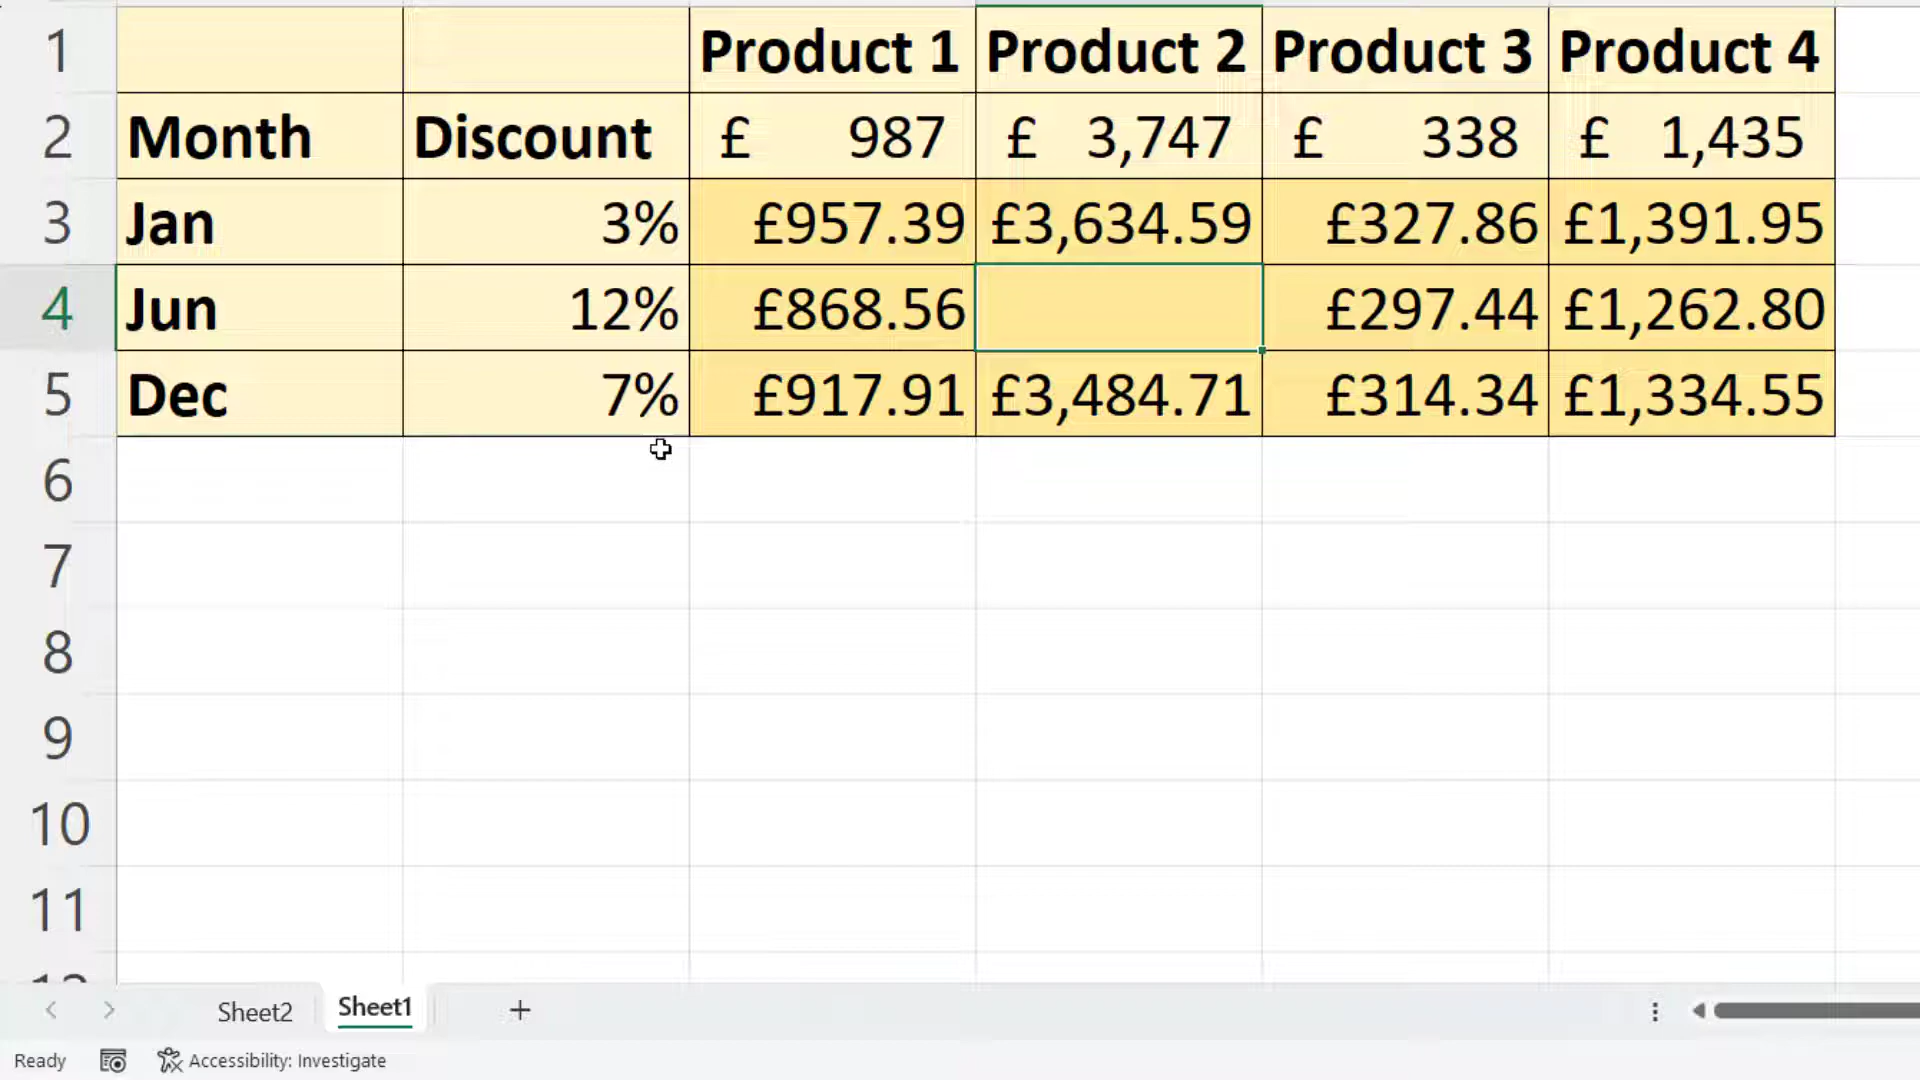 1 Product 1 Product 2 Product 3 Product 4
2 Month Discount £ 987 £ 3,747 £ 338 £ 1,435
3 Jan 3% £957.39 £3,634.59 £327.86 £1,391.95
4 Jun 12% £868.56 £297.44 £1,262.80
5 Dec 7% £917.91 £3,484.71 £314.34 £1,334.55
6
7
8
9
10
11
Sheet2 Sheet1 +
Ready Accessibility: Investigate